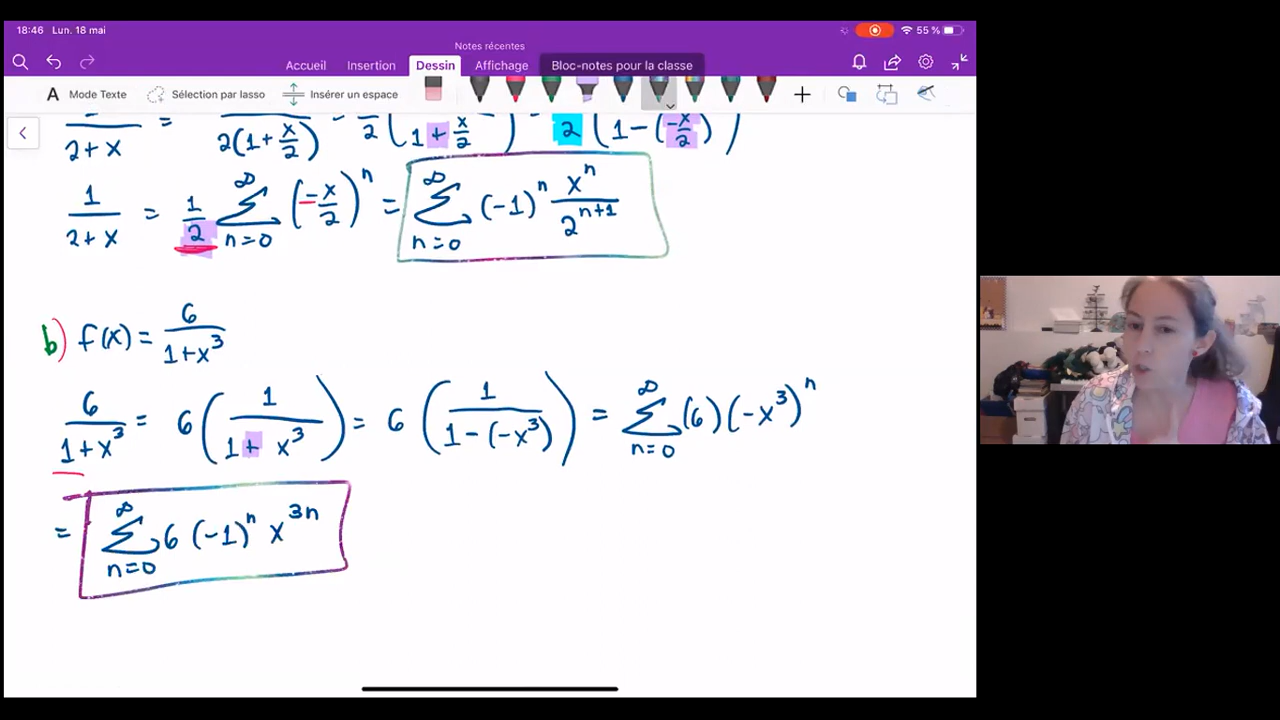 18:46 Lun. 18 mai
55 %
Notes récentes
Accueil Insertion Dessin Affichage Bloc-notes pour la classe
A Mode Texte Sélection par lasso Insérer un espace
1/(2+x) = 1/2 ∑_{n=0}^{∞} (-x/2)^n = ∑_{n=0}^{∞} (-1)^n x^n/2^{n+1}
b) f(x) = 6/(1+x^3)
6/(1+x^3) = 6 (1/(1+x^3)) = 6 (1/(1-(-x^3))) = ∑_{n=0}^{∞} (6)(-x^3)^n
= ∑_{n=0}^{∞} 6 (-1)^n x^{3n}